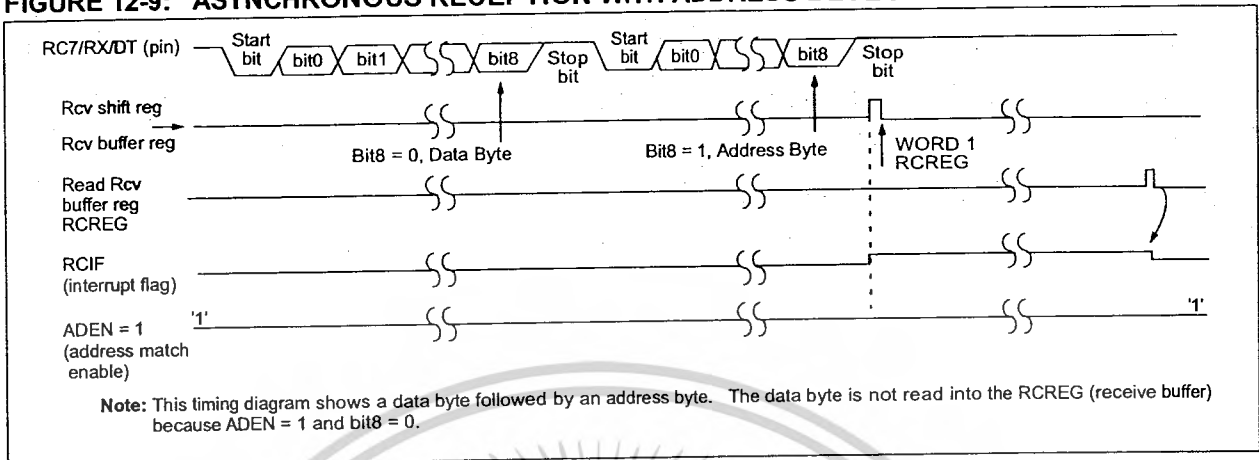 FIGURE 12-9: ASYNCHRONOUS RECEPTION WITH ADDRESS
RC7/RX/DT (pin)
Start bit
bit0
bit1
bit8
Stop bit
Start bit
bit0
bit8
Stop bit
Rcv shift reg
Rcv buffer reg
Bit8 = 0, Data Byte
Bit8 = 1, Address Byte
WORD 1
RCREG
Read Rcv
buffer reg
RCREG
RCIF
(interrupt flag)
ADEN = 1
(address match
enable)
'1'
'1'
Note: This timing diagram shows a data byte followed by an address byte. The data byte is not read into the RCREG (receive buffer)
because ADEN = 1 and bit8 = 0.